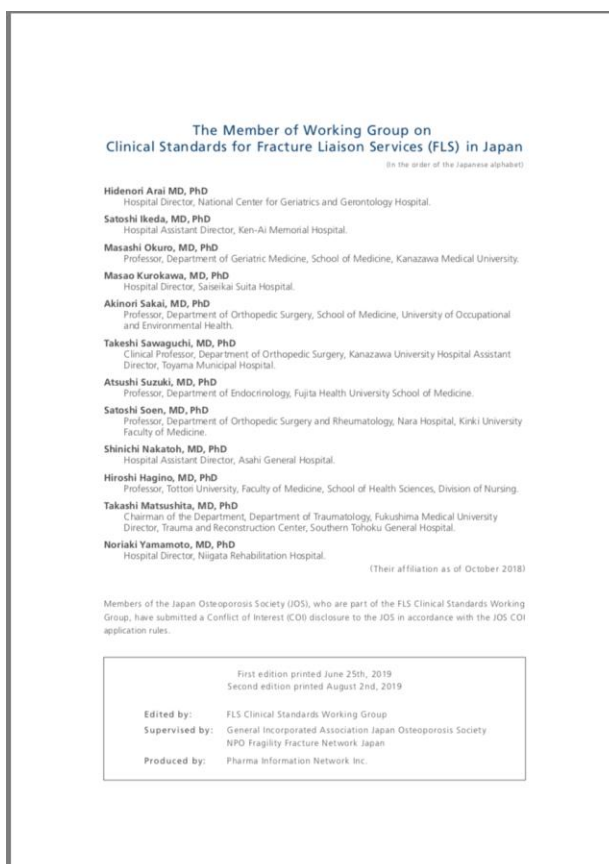 The Member of Working Group on
Clinical Standards for Fracture Liaison Services (FLS) in Japan
(In the order of the Japanese alphabet)
Hidenori Arai MD, PhD
Hospital Director, National Center for Geriatrics and Gerontology Hospital.
Satoshi Ikeda, MD, PhD
Hospital Assistant Director, Ken-Ai Memorial Hospital.
Masashi Okuro, MD, PhD
Professor, Department of Geriatric Medicine, School of Medicine, Kanazawa Medical University.
Masao Kurokawa, MD, PhD
Hospital Director, Saiseikai Suita Hospital.
Akinori Sakai, MD, PhD
Professor, Department of Orthopedic Surgery, School of Medicine, University of Occupational
and Environmental Health.
Takeshi Sawaguchi, MD, PhD
Clinical Professor, Department of Orthopedic Surgery, Kanazawa University Hospital Assistant
Director, Toyama Municipal Hospital.
Atsushi Suzuki, MD, PhD
Professor, Department of Endocrinology, Fujita Health University School of Medicine.
Satoshi Soen, MD, PhD
Professor, Department of Orthopedic Surgery and Rheumatology, Nara Hospital, Kinki University
Faculty of Medicine.
Shinichi Nakatoh, MD, PhD
Hospital Assistant Director, Asahi General Hospital.
Hiroshi Hagino, MD, PhD
Professor, Tottori University, Faculty of Medicine, School of Health Sciences, Division of Nursing.
Takashi Matsushita, MD, PhD
Chairman of the Department, Department of Traumatology, Fukushima Medical University
Director, Trauma and Reconstruction Center, Southern Tohoku General Hospital.
Noriaki Yamamoto, MD, PhD
Hospital Director, Niigata Rehabilitation Hospital.
(Their affiliation as of October 2018)
Members of the Japan Osteoporosis Society (JOS), who are part of the FLS Clinical Standards Working
Group, have submitted a Conflict of Interest (COI) disclosure to the JOS in accordance with the JOS COI
application rules.
First edition printed June 25th, 2019
Second edition printed August 2nd, 2019
Edited by: FLS Clinical Standards Working Group
Supervised by: General Incorporated Association Japan Osteoporosis Society
NPO Fragility Fracture Network Japan
Produced by: Pharma Information Network Inc.